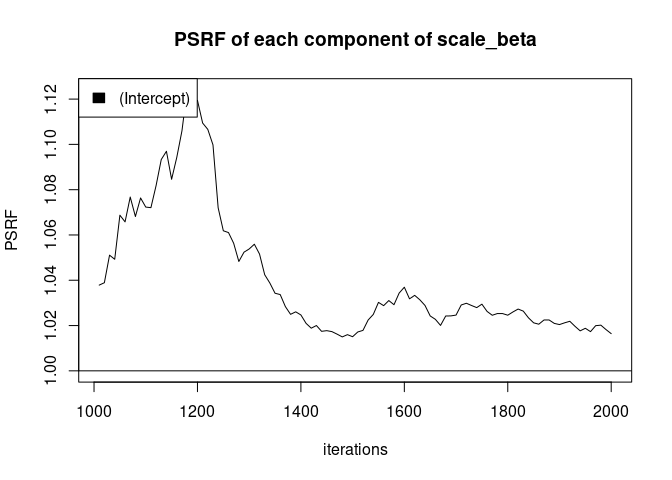 PSRF of each component of scale_beta
(Intercept)
PSRF
1.12
1.10
1.08
1.06
1.04
1.02
1.00
1000 1200 1400 1600 1800 2000
iterations